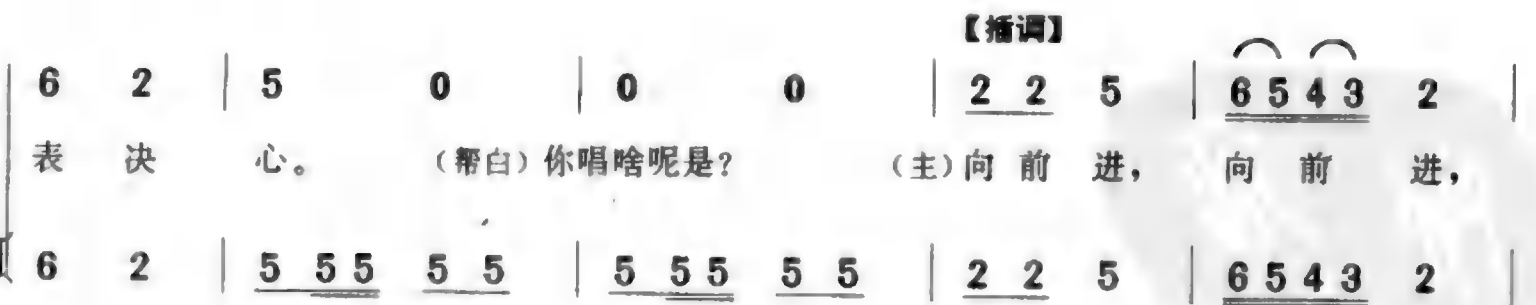 【插调】
6 2 | 5 0 | 0 0 | 2 2 5 | 6 5 4 3 2 |
表 决 心。 (帮白)你唱啥呢是? (主)向 前 进, 向 前 进,
6 2 | 5 5 5 5 5 | 5 5 5 5 5 | 2 2 5 | 6 5 4 3 2 |